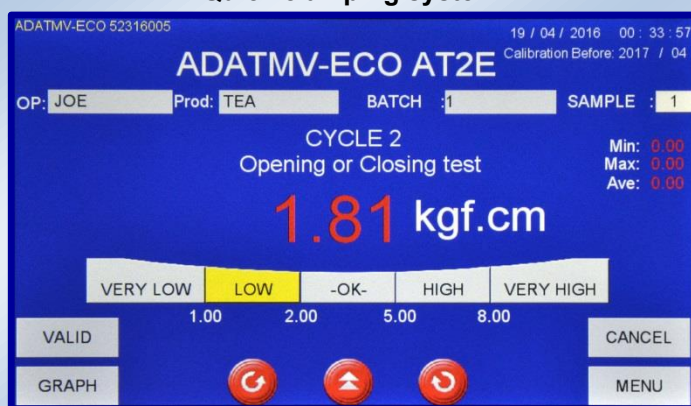 ADATMV-ECO 52316005
19 / 04 / 2016 00 : 33 : 57
ADATMV-ECO AT2E
Calibration Before: 2017 / 04
OP: JOE Prod: TEA BATCH :1 SAMPLE : 1
CYCLE 2
Opening or Closing test
Min: 0.00
Max: 0.00
Ave: 0.00
1.81 kgf.cm
VERY LOW LOW -OK- HIGH VERY HIGH
1.00 2.00 5.00 8.00
VALID CANCEL
GRAPH MENU